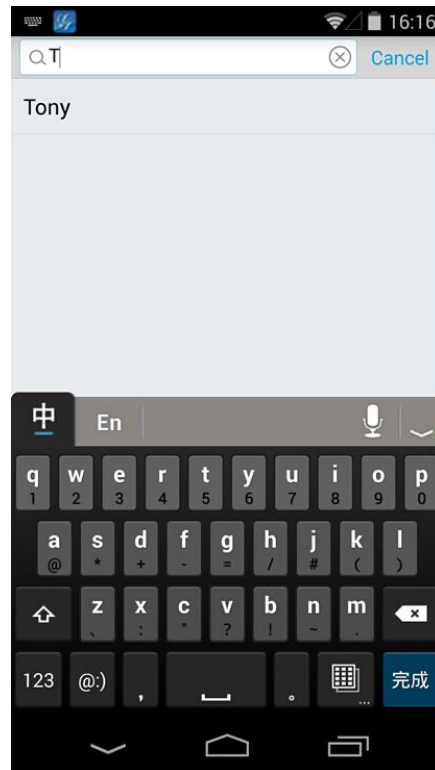 16:16
T Cancel
Tony
中 En
q w e r t y u i o p
1 2 3 4 5 6 7 8 9 0
a s d f g h j k l
@ * + - = / # ( )
z x c v b n m
、 : " ? ! ~ .
123 @:) , 。 ... 完成